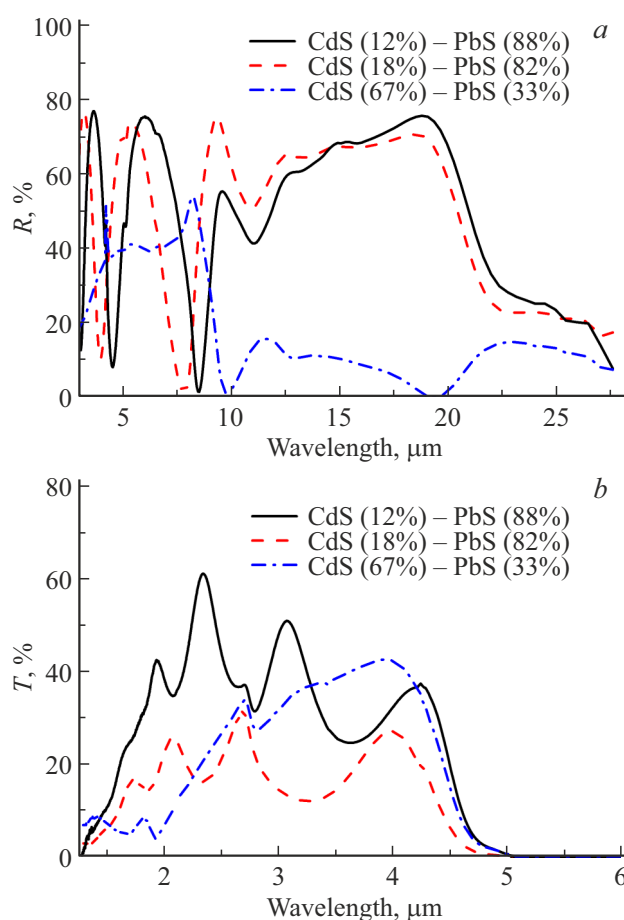 a
100
80
60
40
20
0
R, %
CdS (12%) – PbS (88%)
CdS (18%) – PbS (82%)
CdS (67%) – PbS (33%)
5 10 15 20 25
Wavelength, μm
b
80
60
40
20
0
T, %
CdS (12%) – PbS (88%)
CdS (18%) – PbS (82%)
CdS (67%) – PbS (33%)
2 3 4 5 6
Wavelength, μm